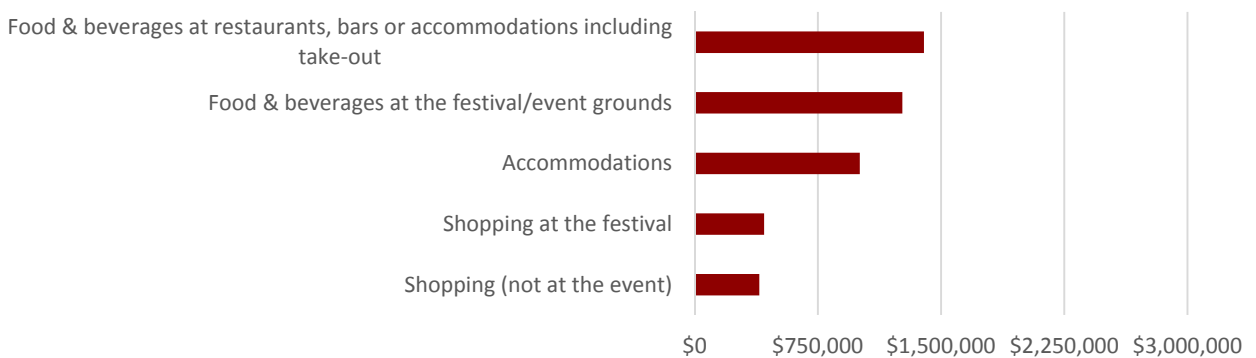 Food & beverages at restaurants, bars or accommodations including
take-out
Food & beverages at the festival/event grounds
Accommodations
Shopping at the festival
Shopping (not at the event)
$0 $750,000 $1,500,000 $2,250,000 $3,000,000